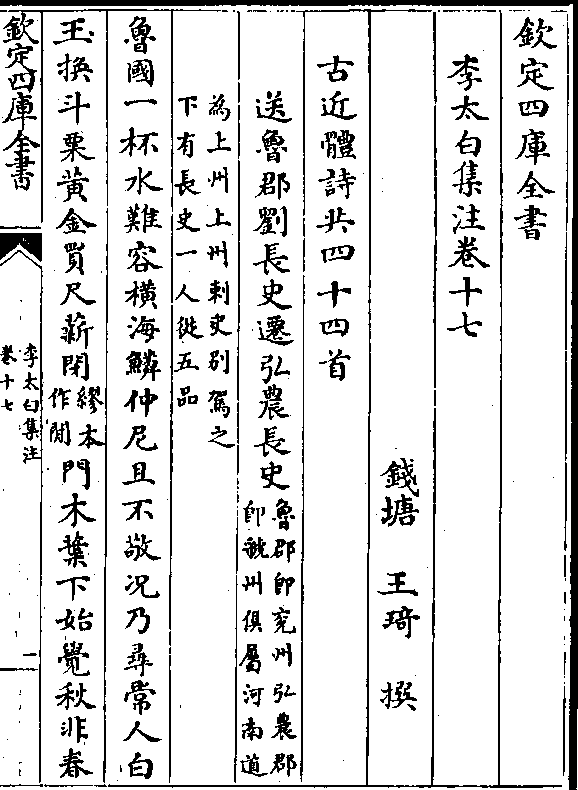 欽定四庫全書
李太白集注卷十七
錢塘 王琦 撰
古近體詩共四十四首
送魯郡劉長史遷弘農長史魯郡即兖州弘農郡即虢州俱屬河南道
為上州上州刺史别駕之下有長史一人從五品
魯國一杯水難容横海鱗仲尼且不敬况乃尋常人白
玉換斗粟黄金買尺薪閉繆本作閒門木葉下始覺秋非春
欽定四庫全書
李太白集注
卷十七
一